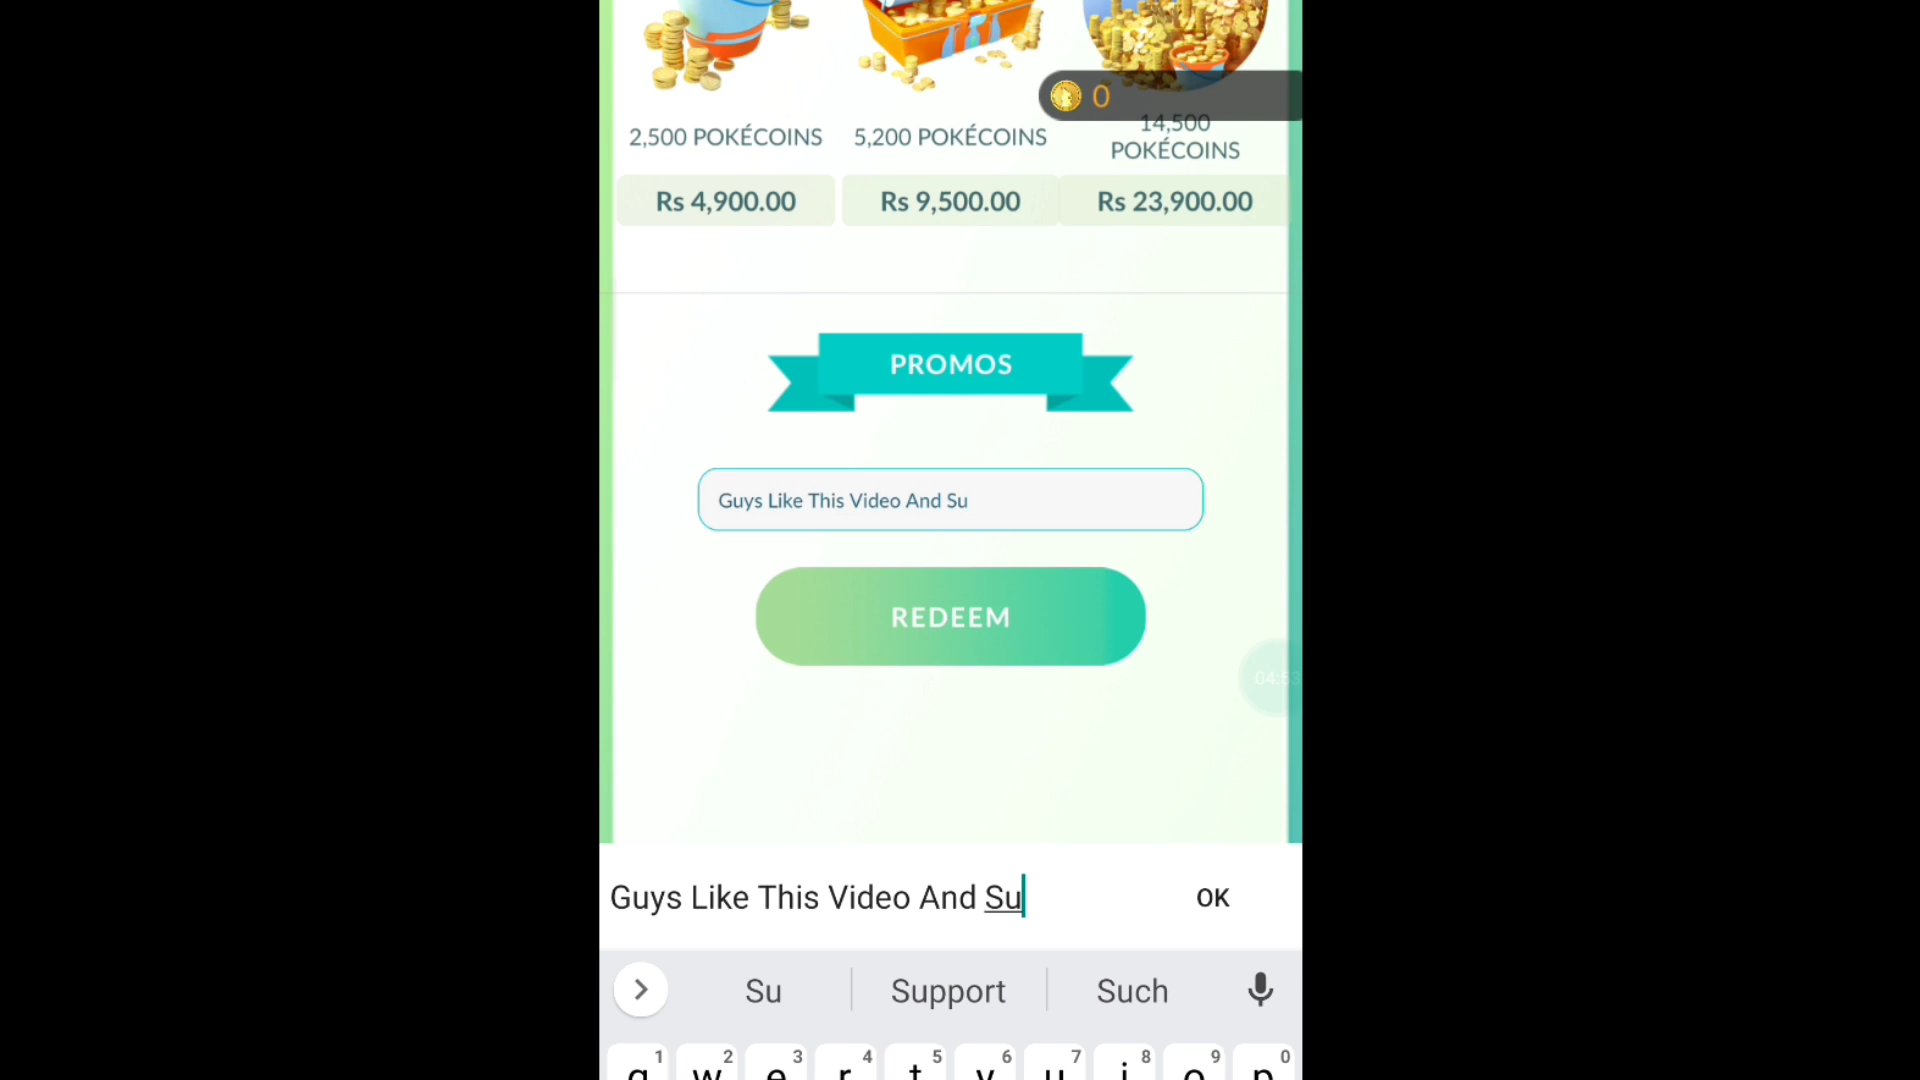 0
2,500 POKÉCOINS
5,200 POKÉCOINS
14,500
POKÉCOINS
Rs 4,900.00
Rs 9,500.00
Rs 23,900.00
PROMOS
Guys Like This Video And Su
REDEEM
04:53
Guys Like This Video And Su
OK
Su
Support
Such
1 2 3 4 5 6 7 8 9 0
q w e r t y u i o p